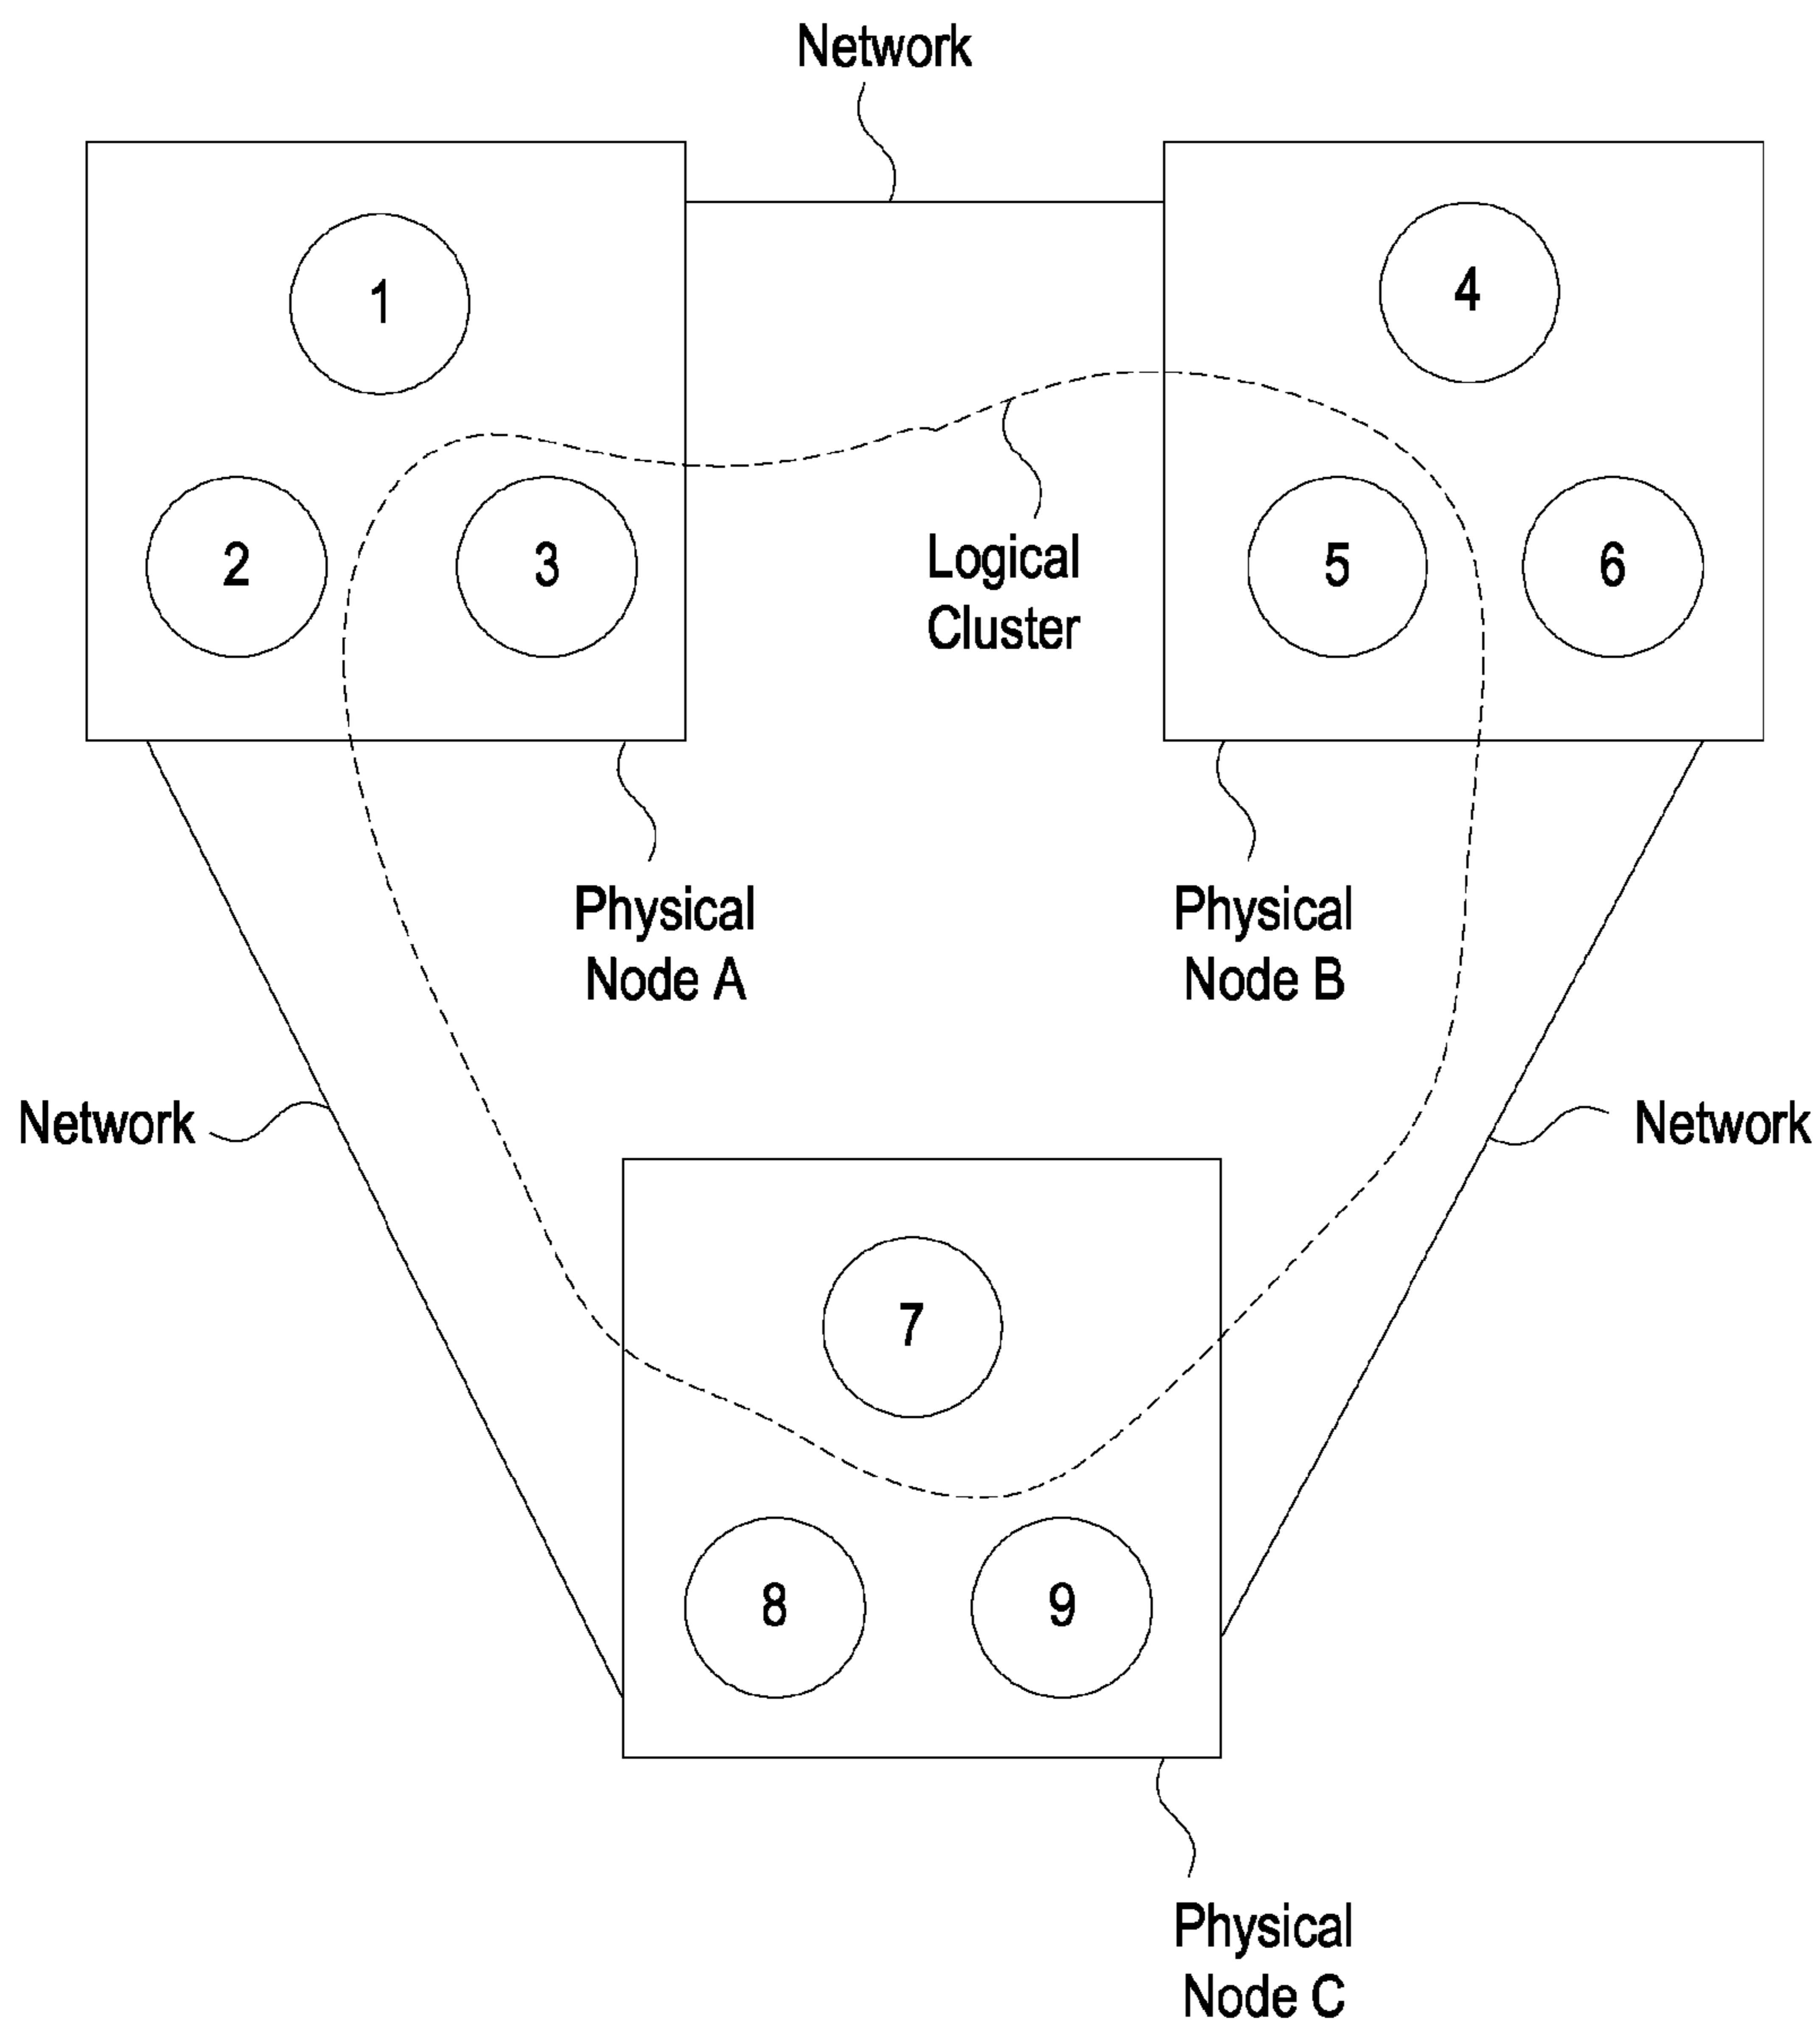 Network
1
4
2
3
5
6
Logical
Cluster
Physical
Node A
Physical
Node B
Network
Network
7
8
9
Physical
Node C